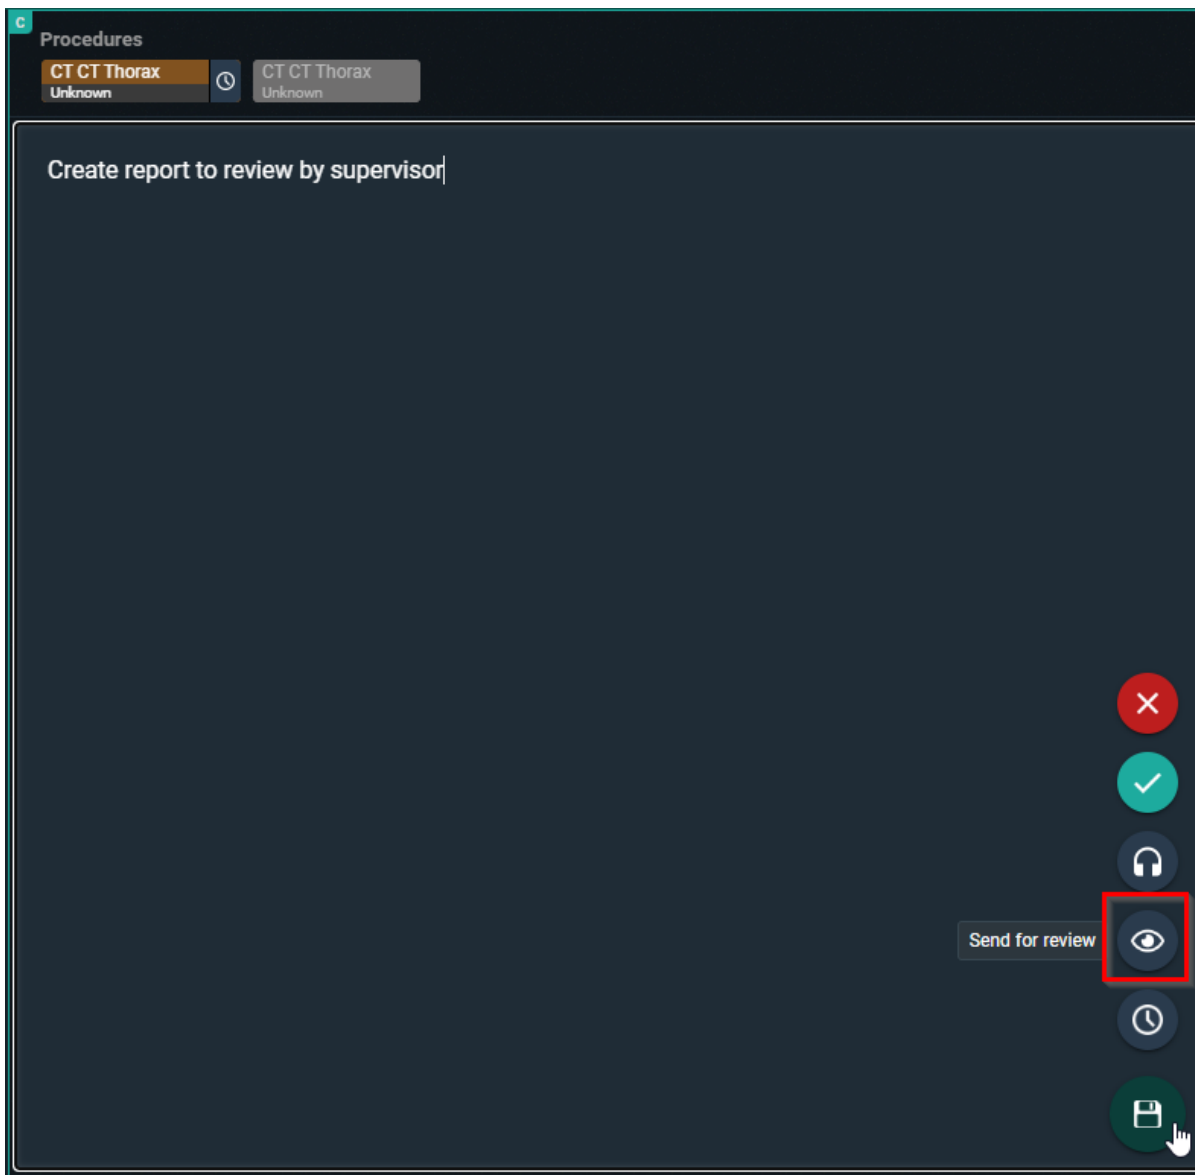 C
Procedures
CT CT Thorax
Unknown
CT CT Thorax
Unknown
Create report to review by supervisor
Send for review